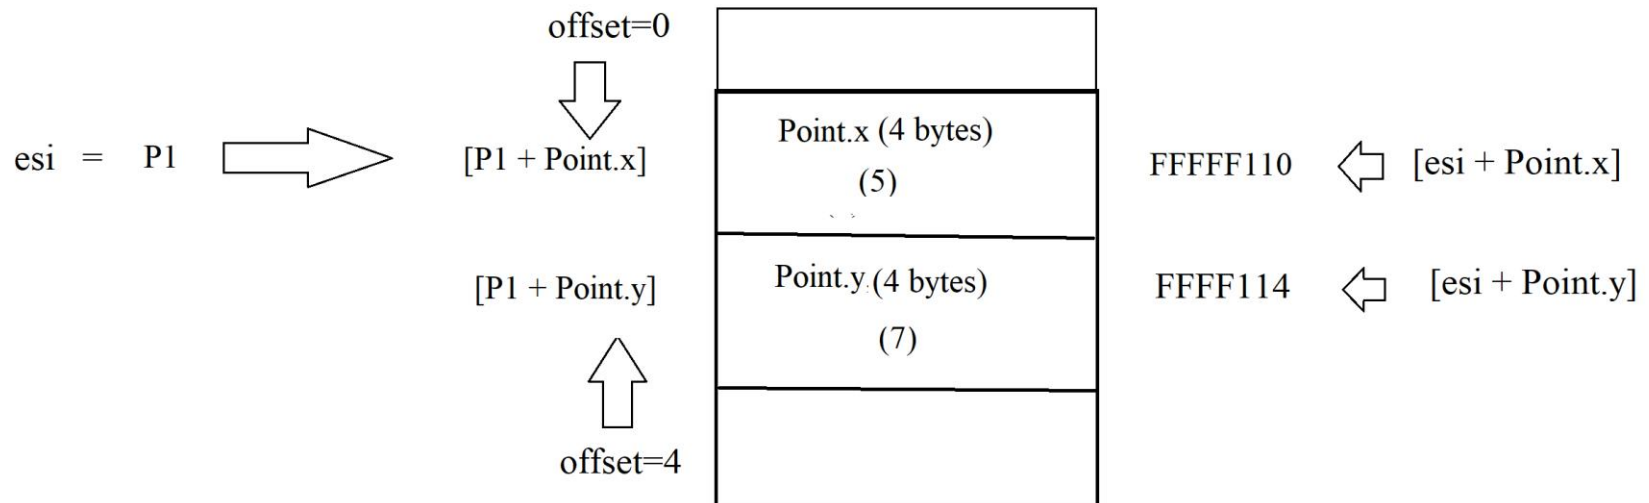 offset=0
esi = P1
[P1 + Point.x]
Point.x (4 bytes)
(5)
FFFFF110
[esi + Point.x]
[P1 + Point.y]
Point.y (4 bytes)
(7)
FFFF114
[esi + Point.y]
offset=4